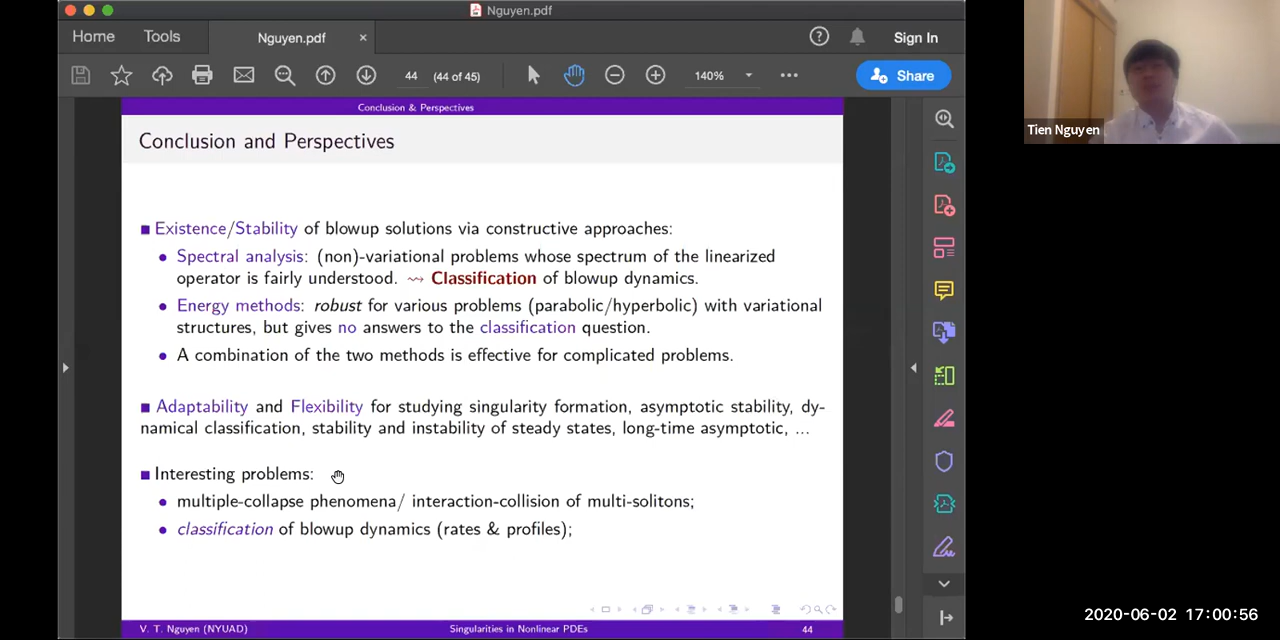 Nguyen.pdf
Home Tools Nguyen.pdf × Sign In
44 (44 of 45) 140% Share
Conclusion & Perspectives
Conclusion and Perspectives
Tien Nguyen
Existence/Stability of blowup solutions via constructive approaches:
Spectral analysis: (non)-variational problems whose spectrum of the linearized
operator is fairly understood. ⇝ Classification of blowup dynamics.
Energy methods: robust for various problems (parabolic/hyperbolic) with variational
structures, but gives no answers to the classification question.
A combination of the two methods is effective for complicated problems.
Adaptability and Flexibility for studying singularity formation, asymptotic stability, dy-
namical classification, stability and instability of steady states, long-time asymptotic, ...
Interesting problems:
multiple-collapse phenomena/ interaction-collision of multi-solitons;
classification of blowup dynamics (rates & profiles);
V. T. Nguyen (NYUAD) Singularities in Nonlinear PDEs 44
2020-06-02 17:00:56